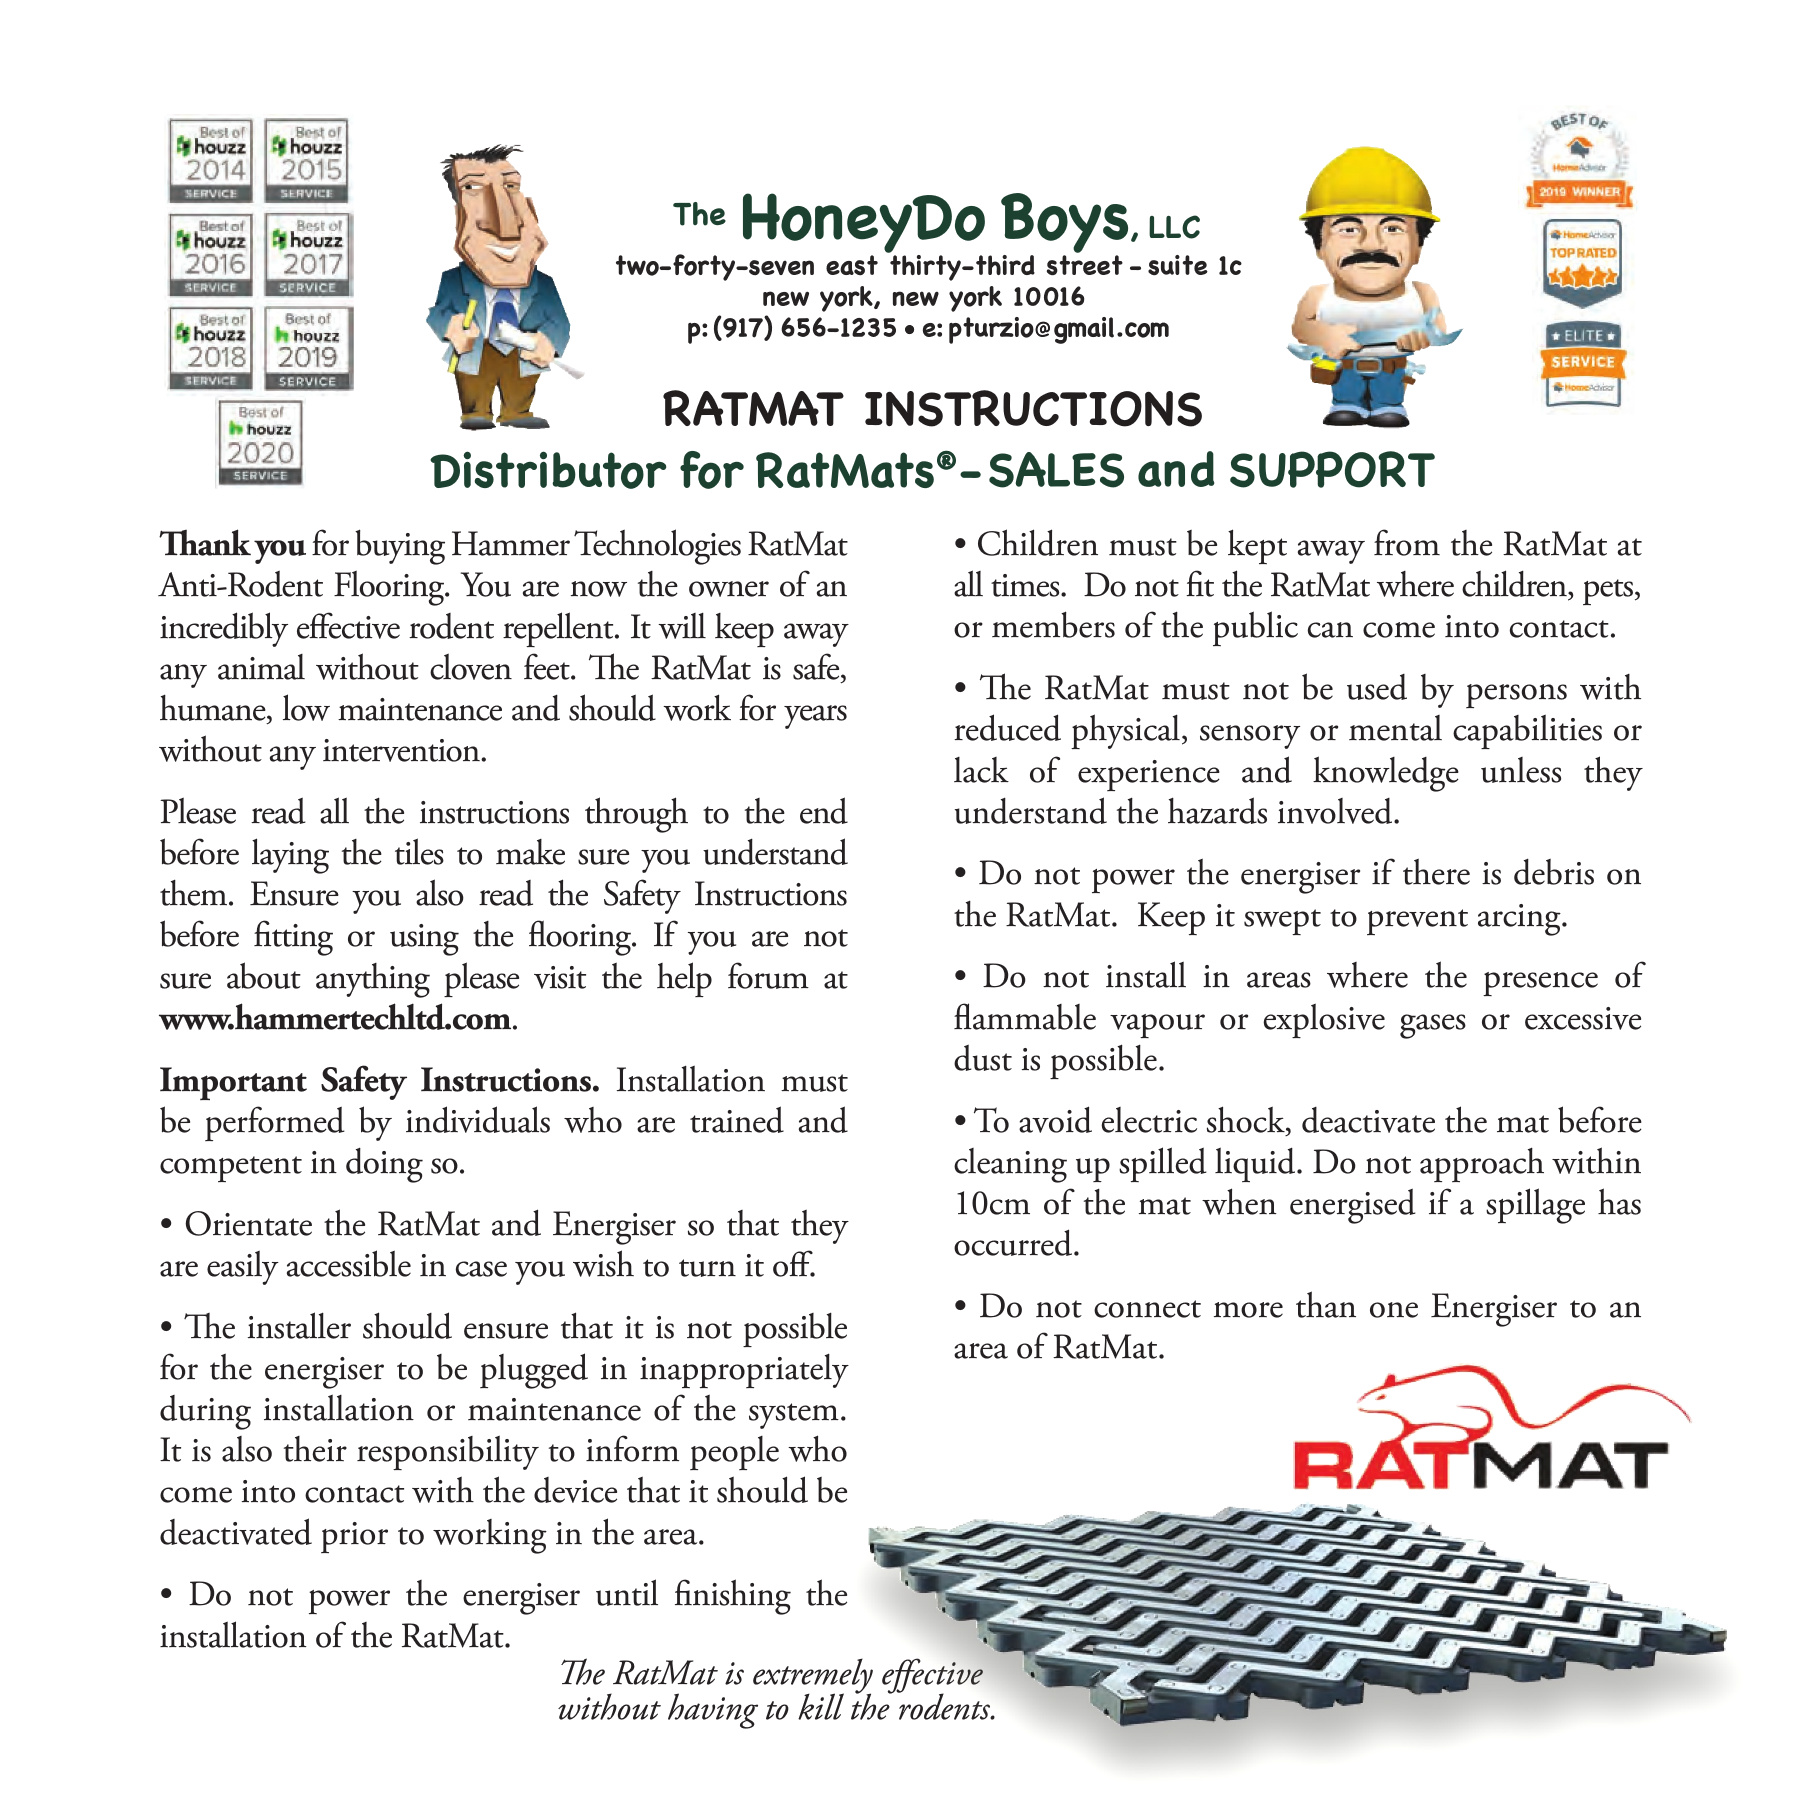 Best of
houzz
2014
SERVICE
Best of
houzz
2015
SERVICE
Best of
houzz
2016
SERVICE
Best of
houzz
2017
SERVICE
Best of
houzz
2018
SERVICE
Best of
houzz
2019
SERVICE
Best of
houzz
2020
SERVICE
The HoneyDo Boys, LLC
two-forty-seven east thirty-third street - suite 1c
new york, new york 10016
p: (917) 656-1235 • e: pturzio@gmail.com
BEST OF
HomeAdvisor
2019 WINNER
HomeAdvisor
TOP RATED
ELITE
SERVICE
HomeAdvisor
RATMAT INSTRUCTIONS
Distributor for RatMats® - SALES and SUPPORT
Thank you for buying Hammer Technologies RatMat
Anti-Rodent Flooring. You are now the owner of an
incredibly effective rodent repellent. It will keep away
any animal without cloven feet. The RatMat is safe,
humane, low maintenance and should work for years
without any intervention.
Please read all the instructions through to the end
before laying the tiles to make sure you understand
them. Ensure you also read the Safety Instructions
before fitting or using the flooring. If you are not
sure about anything please visit the help forum at
www.hammertechltd.com.
Important Safety Instructions. Installation must
be performed by individuals who are trained and
competent in doing so.
• Orientate the RatMat and Energiser so that they
are easily accessible in case you wish to turn it off.
• The installer should ensure that it is not possible
for the energiser to be plugged in inappropriately
during installation or maintenance of the system.
It is also their responsibility to inform people who
come into contact with the device that it should be
deactivated prior to working in the area.
• Do not power the energiser until finishing the
installation of the RatMat.
• Children must be kept away from the RatMat at
all times. Do not fit the RatMat where children, pets,
or members of the public can come into contact.
• The RatMat must not be used by persons with
reduced physical, sensory or mental capabilities or
lack of experience and knowledge unless they
understand the hazards involved.
• Do not power the energiser if there is debris on
the RatMat. Keep it swept to prevent arcing.
• Do not install in areas where the presence of
flammable vapour or explosive gases or excessive
dust is possible.
• To avoid electric shock, deactivate the mat before
cleaning up spilled liquid. Do not approach within
10cm of the mat when energised if a spillage has
occurred.
• Do not connect more than one Energiser to an
area of RatMat.
RATMAT
The RatMat is extremely effective
without having to kill the rodents.